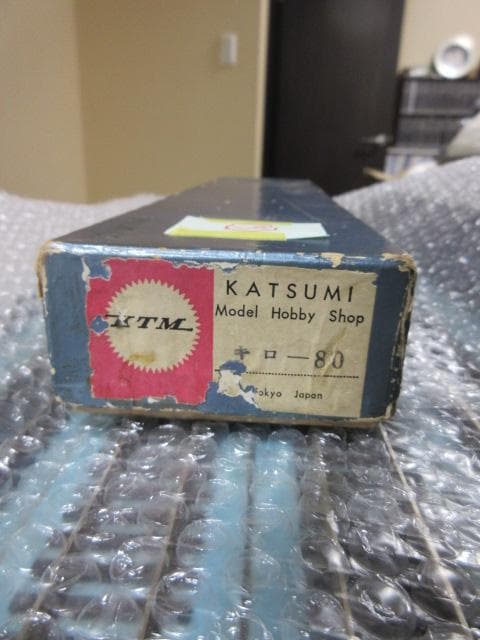 KTM
KATSUMI
Model Hobby Shop
キロ—80
Tokyo Japan